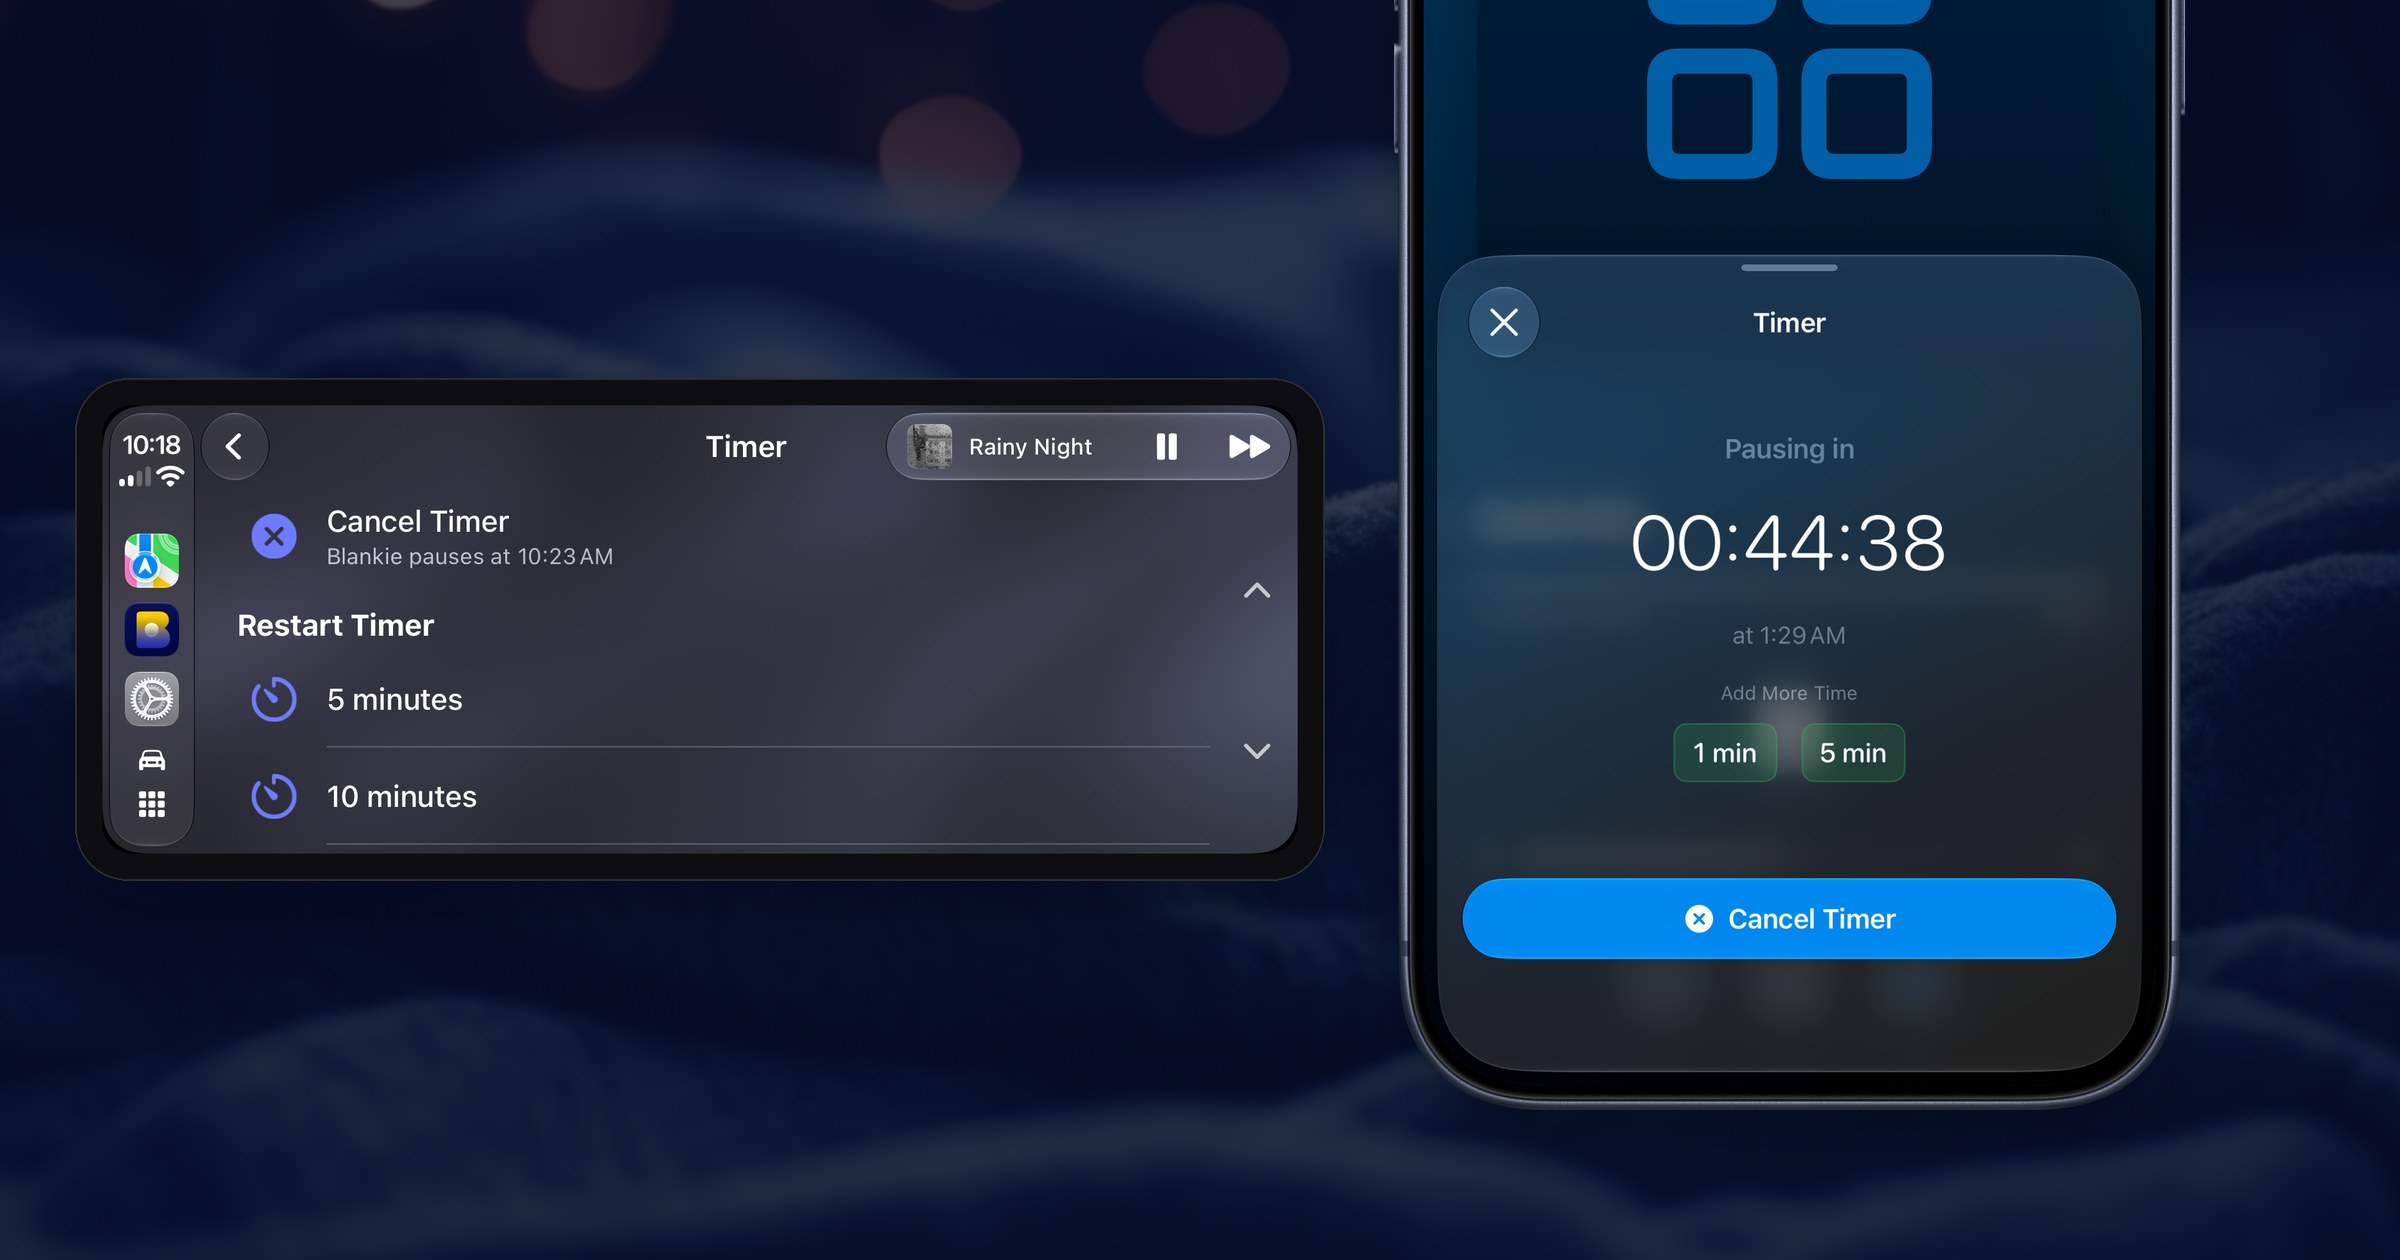 10:18
Timer
Rainy Night
Cancel Timer
Blankie pauses at 10:23 AM
Restart Timer
5 minutes
10 minutes
Timer
Pausing in
00:44:38
at 1:29 AM
Add More Time
1 min
5 min
Cancel Timer